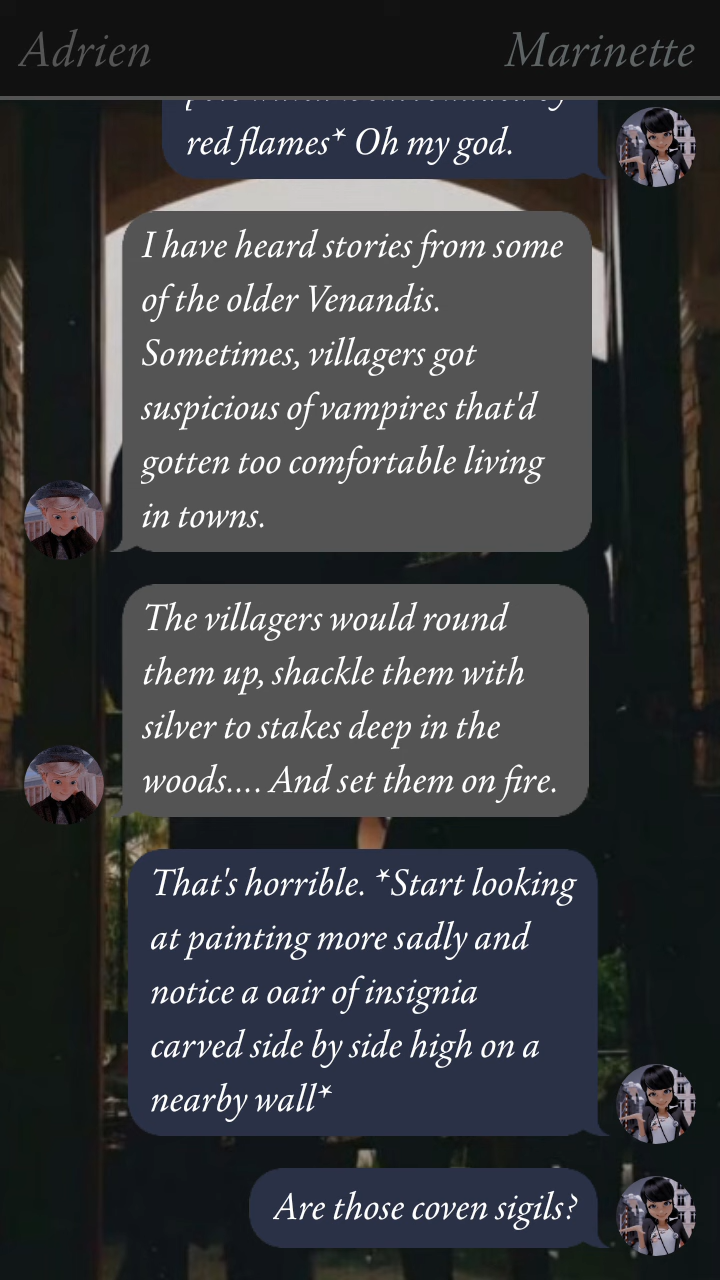 Adrien Marinette
red flames* Oh my god.
I have heard stories from some
of the older Venandis.
Sometimes, villagers got
suspicious of vampires that'd
gotten too comfortable living
in towns.
The villagers would round
them up, shackle them with
silver to stakes deep in the
woods.... And set them on fire.
That's horrible. *Start looking
at painting more sadly and
notice a oair of insignia
carved side by side high on a
nearby wall*
Are those coven sigils?